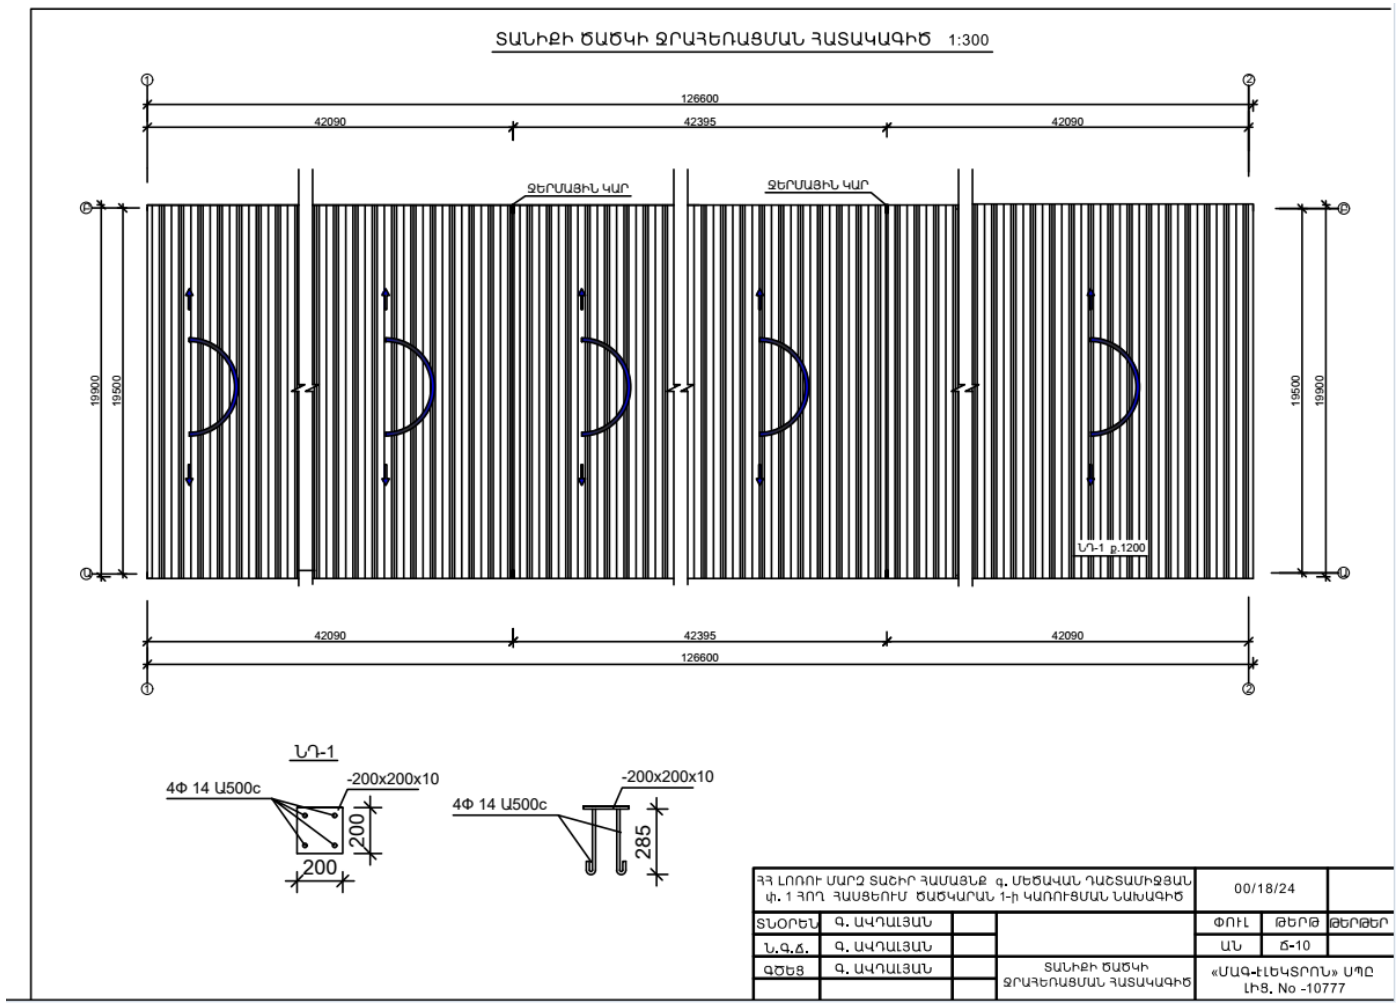 ՏԱՆԻՔԻ ԾԱԾԿԻ ՋՐԱՀԵՌԱՑՄԱՆ ՀԱՏԱԿԱԳԻԾ 1:300
1
2
126600
42090
42395
42090
ՋԵՐՄԱՅԻՆ ԿԱՐ
ՋԵՐՄԱՅԻՆ ԿԱՐ
Բ
Բ
19900
19500
19500
19900
ՆԴ-1 ք.1200
Ա
Ա
42090
42395
42090
126600
1
2
ՆԴ-1
4Փ 14 Ա500c
-200x200x10
200
200
4Փ 14 Ա500c
-200x200x10
285
ՀՀ ԼՈՌՈՒ ՄԱՐԶ ՏԱՇԻՐ ՀԱՄԱՅՆՔ գ. ՄԵԾԱՎԱՆ ԴԱՇՏԱՄԻՋՅԱՆ
փ. 1 ՀՈՂ ՀԱՍՑԵՈՒՄ ԾԱԾԿԱՐԱՆ 1-ի ԿԱՌՈՒՑՄԱՆ ՆԱԽԱԳԻԾ
00/18/24
ՏՆՕՐԵՆ Գ. ԱՎԴԱԼՅԱՆ
ՓՈՒԼ ԹԵՐԹ ԹԵՐԹԵՐ
Ն.Գ.Ճ. Գ. ԱՎԴԱԼՅԱՆ
ԱՆ Ճ-10
ԳԾԵՑ Գ. ԱՎԴԱԼՅԱՆ
ՏԱՆԻՔԻ ԾԱԾԿԻ
ՋՐԱՀԵՌԱՑՄԱՆ ՀԱՏԱԿԱԳԻԾ
«ՄԱԳ-ԷԼԵԿՏՐՈՆ» ՍՊԸ
ԼԻՑ. No -10777